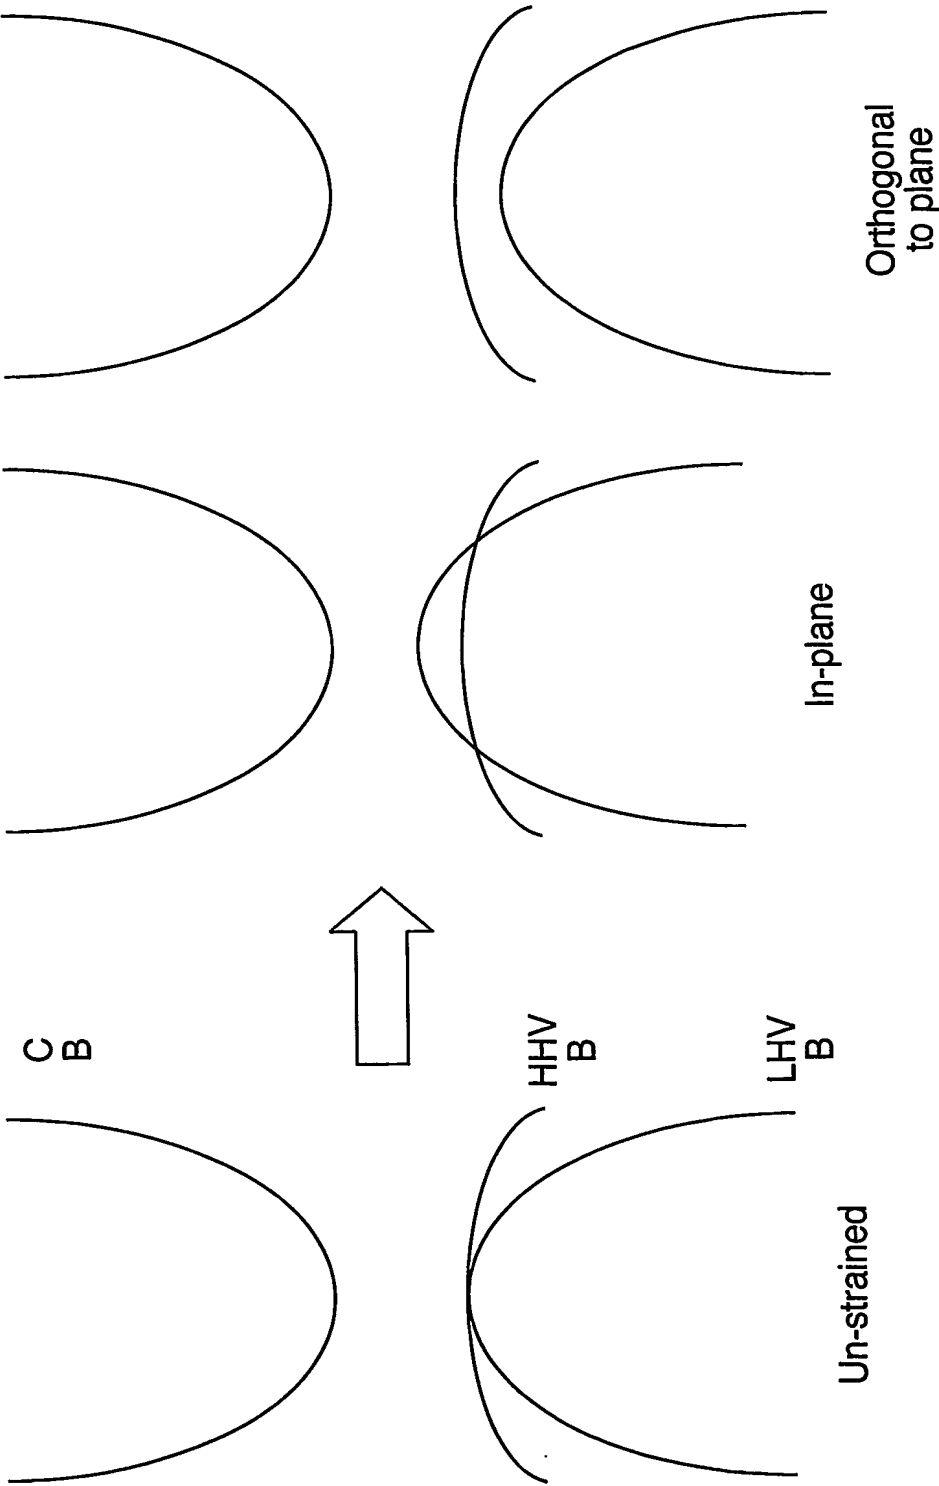 C
B
HHV
B
LHV
B
Un-strained
In-plane
Orthogonal
to plane